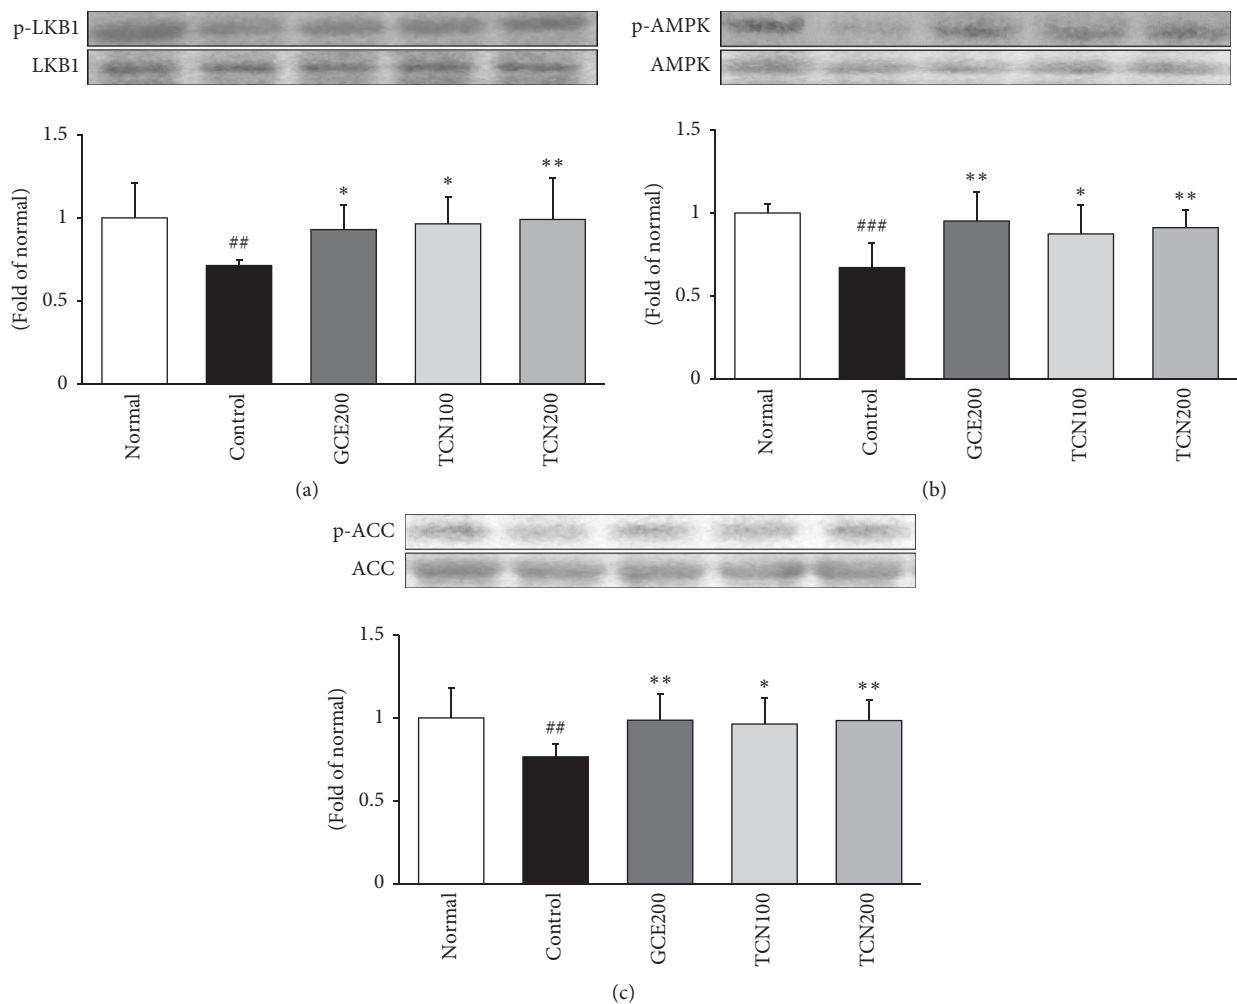 p-LKB1
LKB1
(Fold of normal)
1.5
1
0.5
0
##
*
*
**
Normal
Control
GCE200
TCN100
TCN200
(a)
p-AMPK
AMPK
(Fold of normal)
1.5
1
0.5
0
###
**
*
**
Normal
Control
GCE200
TCN100
TCN200
(b)
p-ACC
ACC
(Fold of normal)
1.5
1
0.5
0
##
**
*
**
Normal
Control
GCE200
TCN100
TCN200
(c)